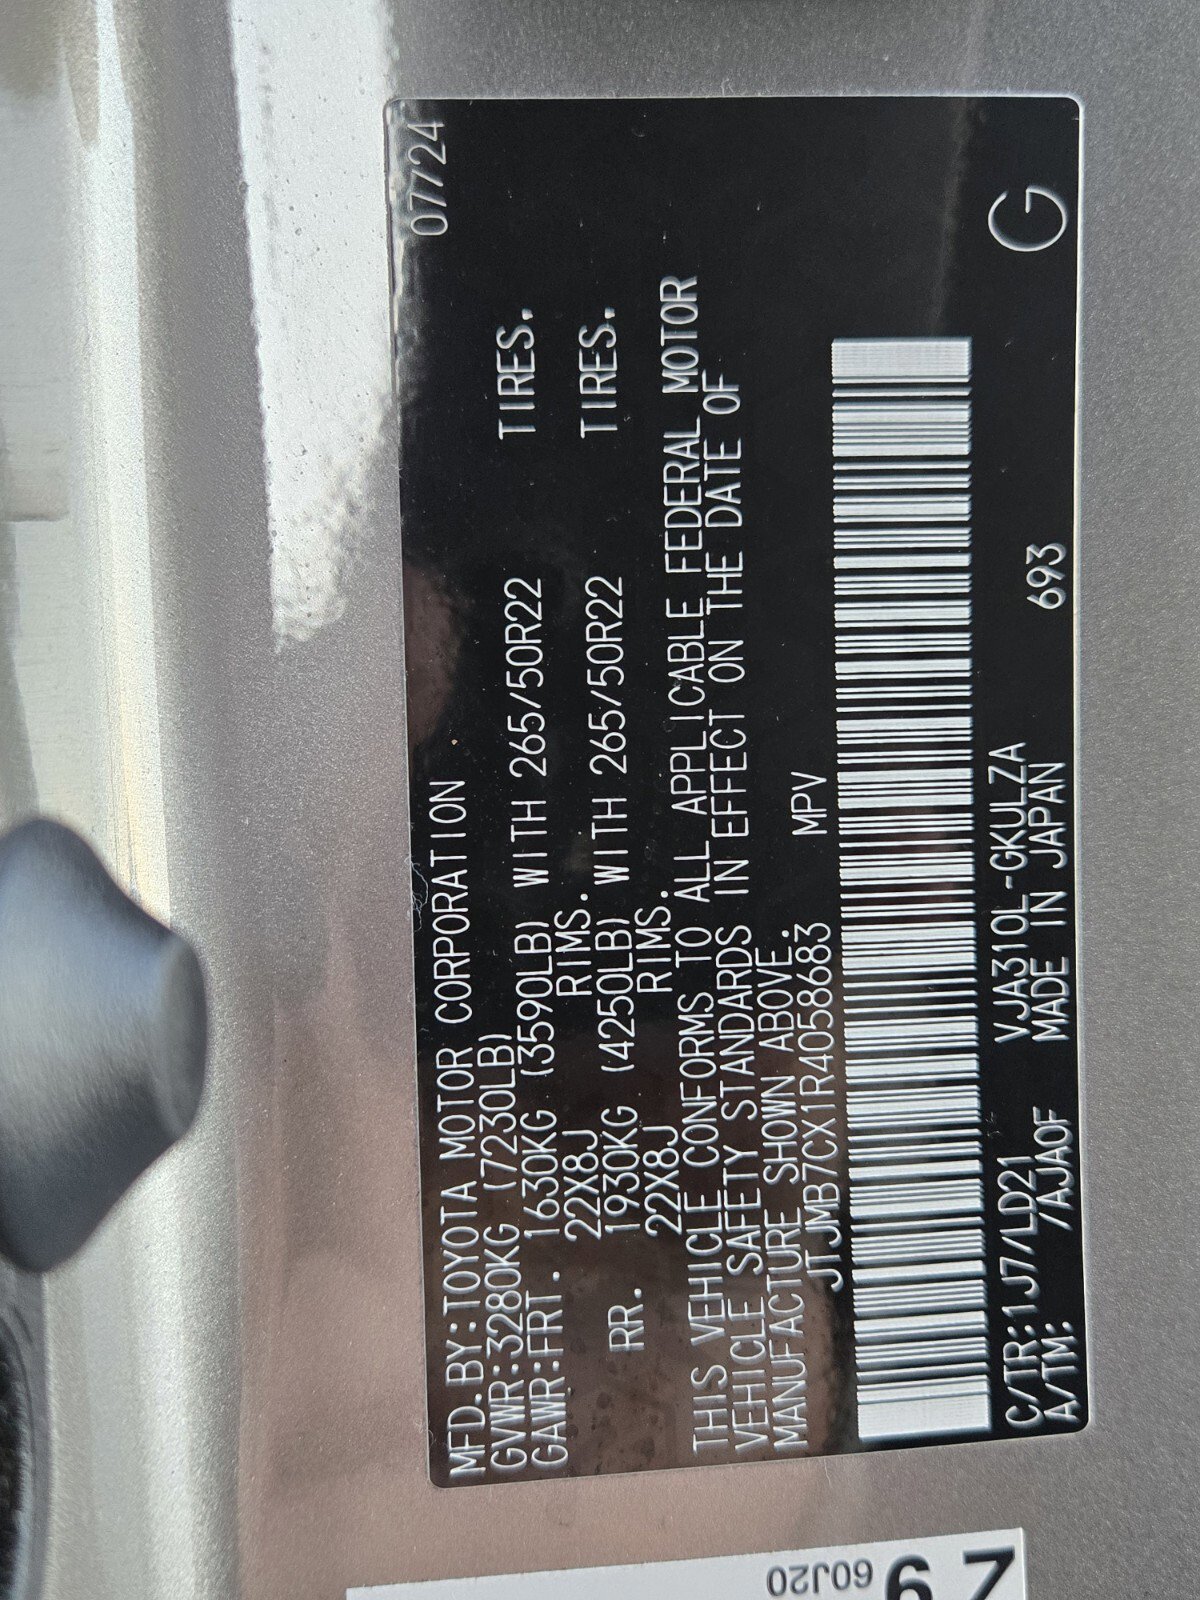 07/24
MFD.BY:TOYOTA MOTOR CORPORATION
GVWR:3280KG (7230LB)
GAWR:FRT. 1630KG (3590LB) WITH 265/50R22 TIRES.
22X8J RIMS.
RR. 1930KG (4250LB) WITH 265/50R22 TIRES.
22X8J RIMS.
THIS VEHICLE CONFORMS TO ALL APPLICABLE FEDERAL MOTOR
VEHICLE SAFETY STANDARDS IN EFFECT ON THE DATE OF
MANUFACTURE SHOWN ABOVE.
JTJMB7CX1R4058683 MPV
C/TR:1J7/LD21 VJA310L-GKULZA
A/TM: /AJA0F MADE IN JAPAN 693
G
60J20